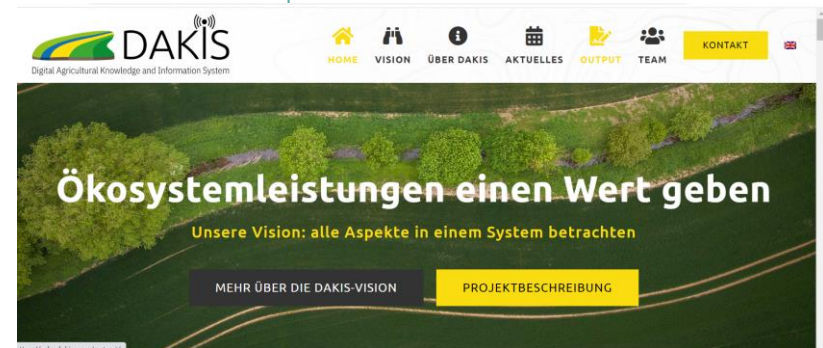 DAKIS
Digital Agricultural Knowledge and Information System
HOME VISION ÜBER DAKIS AKTUELLES OUTPUT TEAM KONTAKT
Ökosystemleistungen einen Wert geben
Unsere Vision: alle Aspekte in einem System betrachten
MEHR ÜBER DIE DAKIS-VISION PROJEKTBESCHREIBUNG